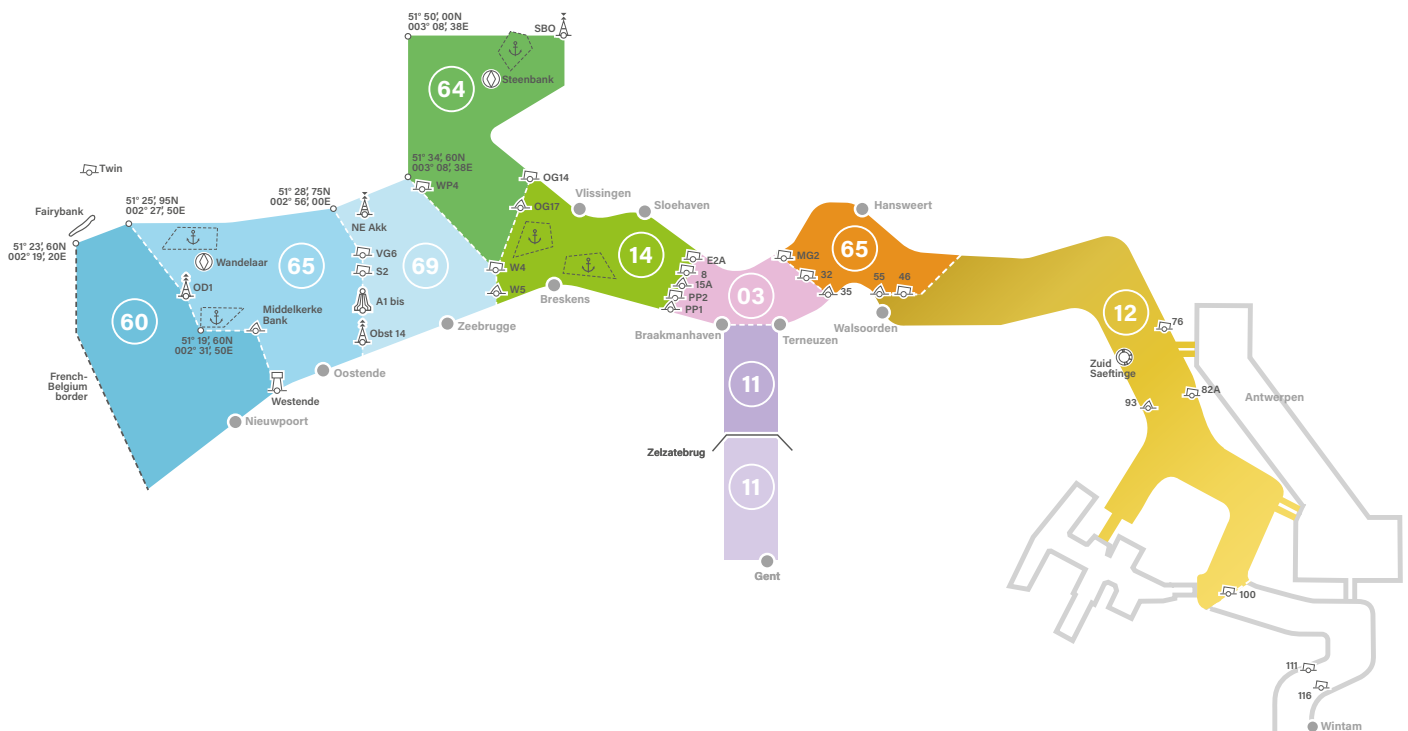 51° 50', 00N
003° 08', 38E
SBO
Steenbank
64
51° 34', 60N
003° 08', 38E
WP4
OG14
OG17
Twin
Fairybank
51° 25', 95N
002° 27', 50E
51° 28', 75N
002° 56', 00E
51° 23', 60N
002° 19', 20E
NE Akk
VG6
S2
A1 bis
Obst 14
Wandelaar
65
69
OD1
Middelkerke
Bank
51° 19', 60N
002° 31', 50E
60
French-
Belgium
border
Westende
Nieuwpoort
Oostende
Zeebrugge
W4
W5
Vlissingen
Sloehaven
14
Breskens
E2A
8
15A
PP2
PP1
03
Braakmanhaven
Terneuzen
MG2
32
35
65
Hansweert
55
46
Walsoorden
11
Zelzatebrug
11
Gent
12
76
Zuid
Saeftinge
82A
93
Antwerpen
100
111
116
Wintam